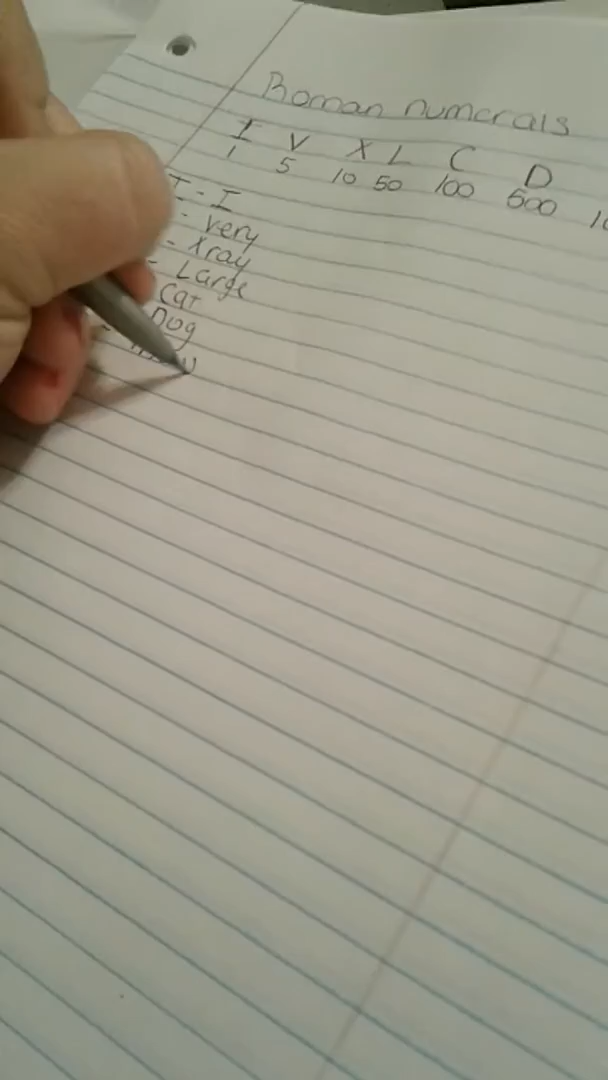 Roman numerals
I V X L C D
1 5 10 50 100 500
I - I
- Very
- Xray
- Large
Cat
Dog